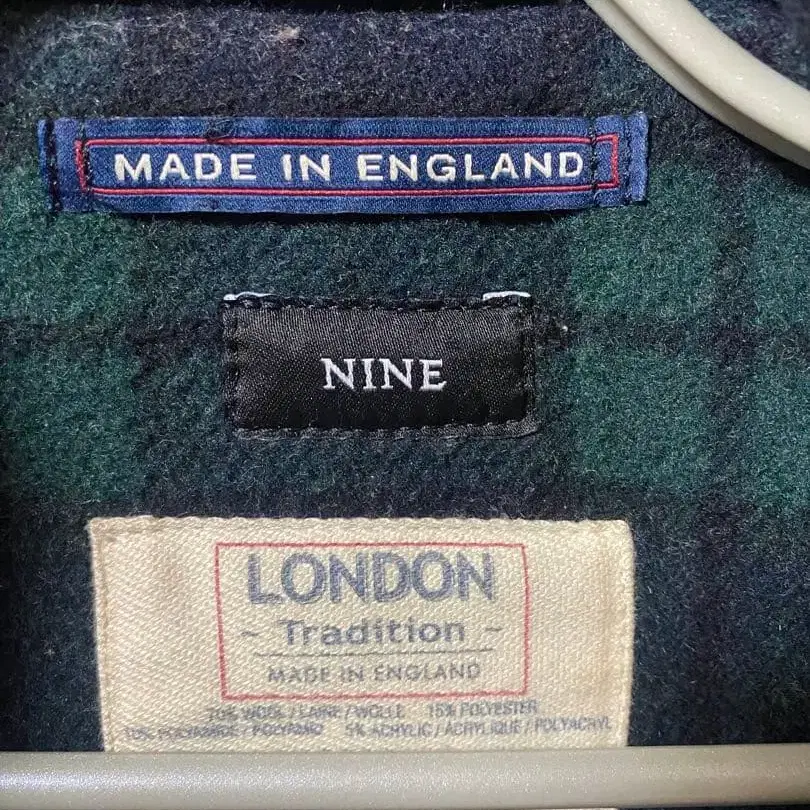 MADE IN ENGLAND
NINE
LONDON
- Tradition -
MADE IN ENGLAND
70% WOOL / LAINE / WOLLE 15% POLYESTER
10% POLYAMIDE / POLYAMID 5% ACRYLIC / ACRYLIQUE / POLYACRYL